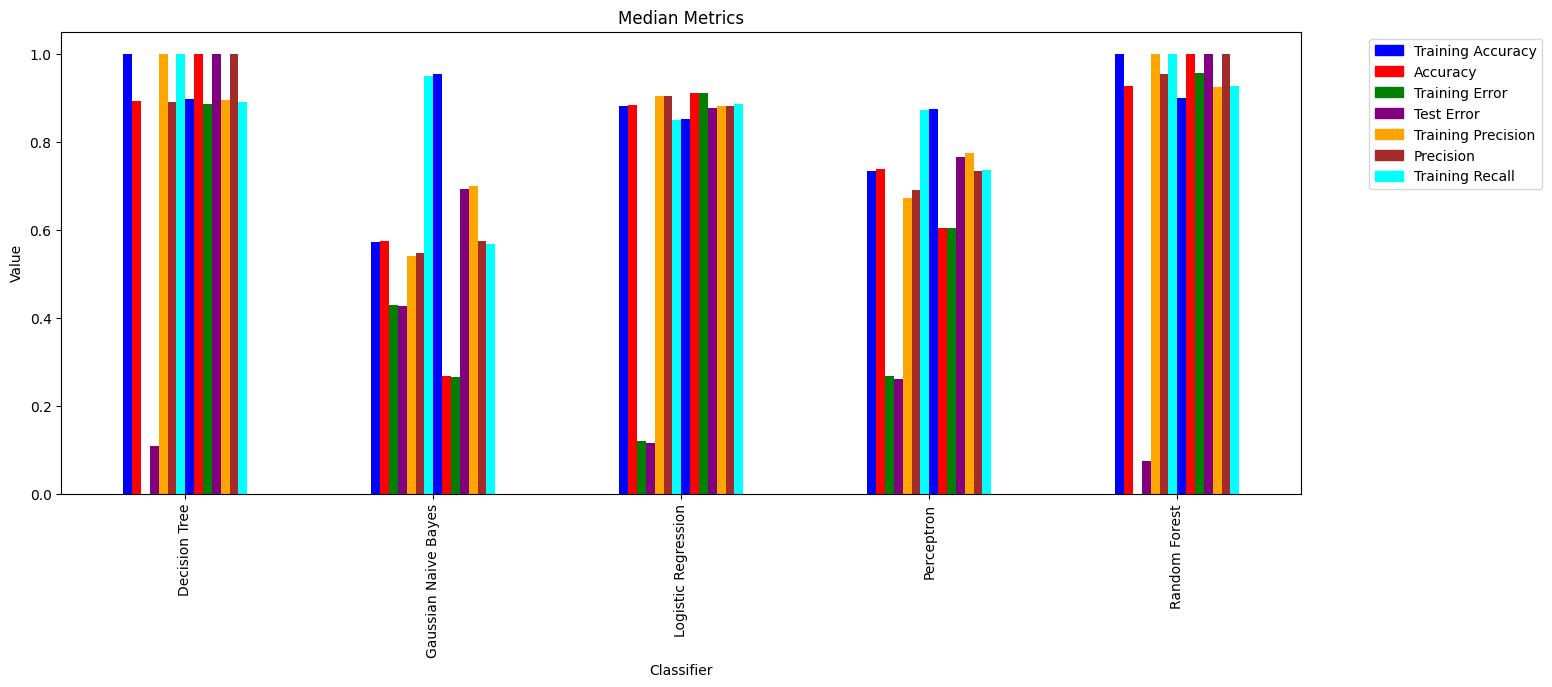 Median Metrics
Value
1.0
0.8
0.6
0.4
0.2
0.0
Decision Tree
Gaussian Naive Bayes
Logistic Regression
Perceptron
Random Forest
Classifier
Training Accuracy
Accuracy
Training Error
Test Error
Training Precision
Precision
Training Recall